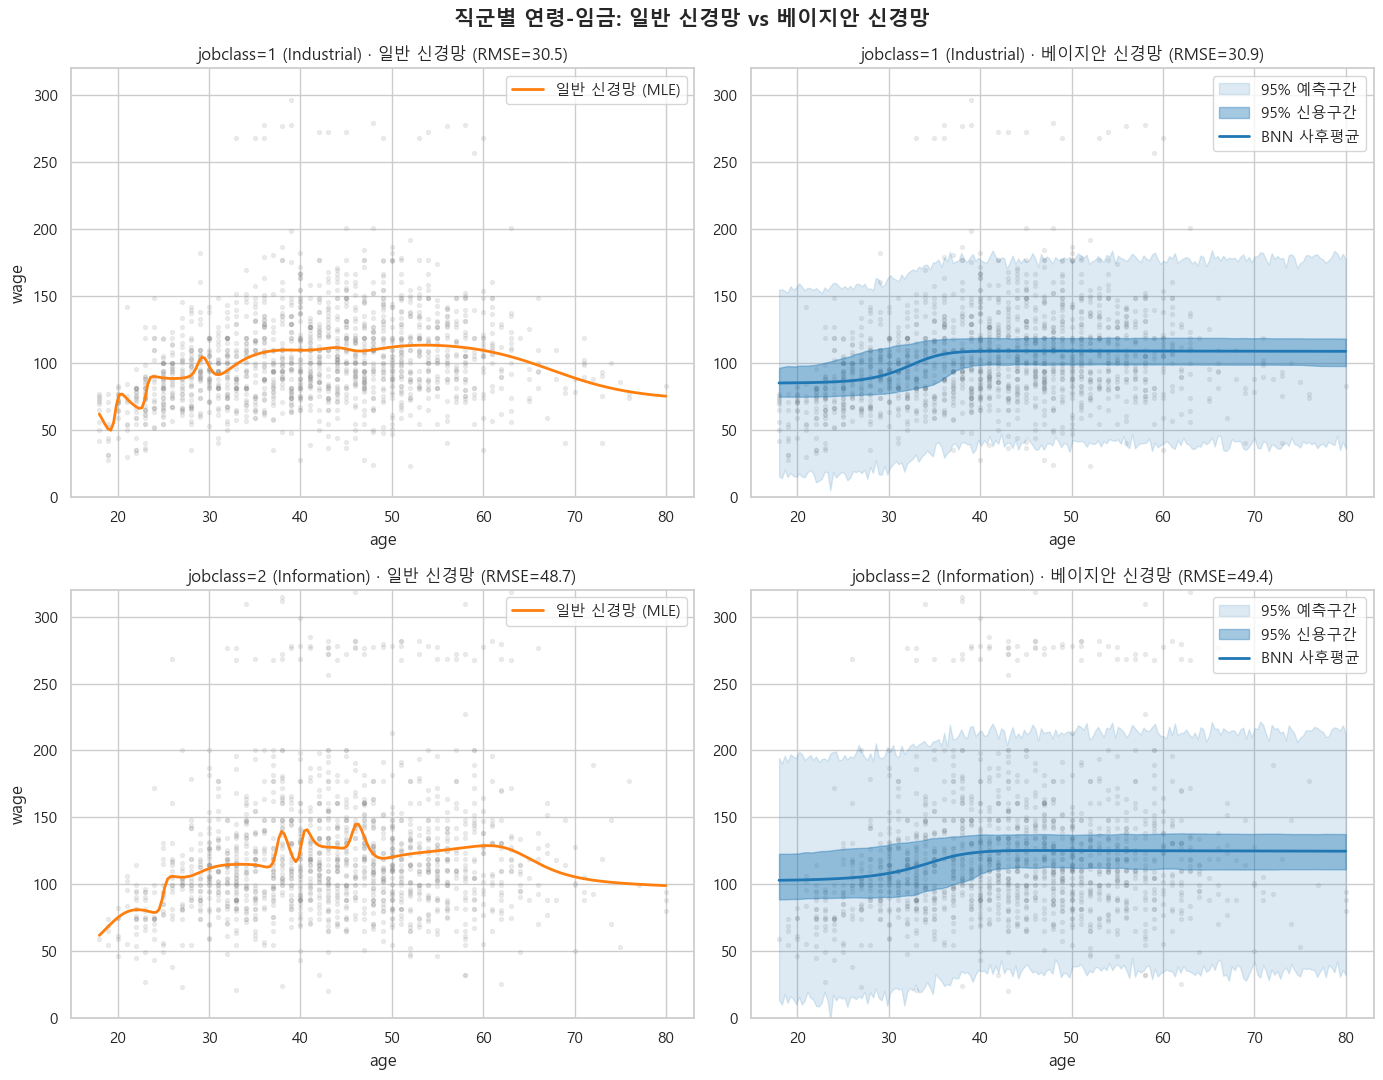 직군별 연령-임금: 일반 신경망 vs 베이지안 신경망
jobclass=1 (Industrial) · 일반 신경망 (RMSE=30.5)
일반 신경망 (MLE)
300
250
200
150
100
50
0
wage
20 30 40 50 60 70 80
age
jobclass=1 (Industrial) · 베이지안 신경망 (RMSE=30.9)
95% 예측구간
95% 신용구간
BNN 사후평균
300
250
200
150
100
50
0
20 30 40 50 60 70 80
age
jobclass=2 (Information) · 일반 신경망 (RMSE=48.7)
일반 신경망 (MLE)
300
250
200
150
100
50
0
wage
20 30 40 50 60 70 80
age
jobclass=2 (Information) · 베이지안 신경망 (RMSE=49.4)
95% 예측구간
95% 신용구간
BNN 사후평균
300
250
200
150
100
50
0
20 30 40 50 60 70 80
age